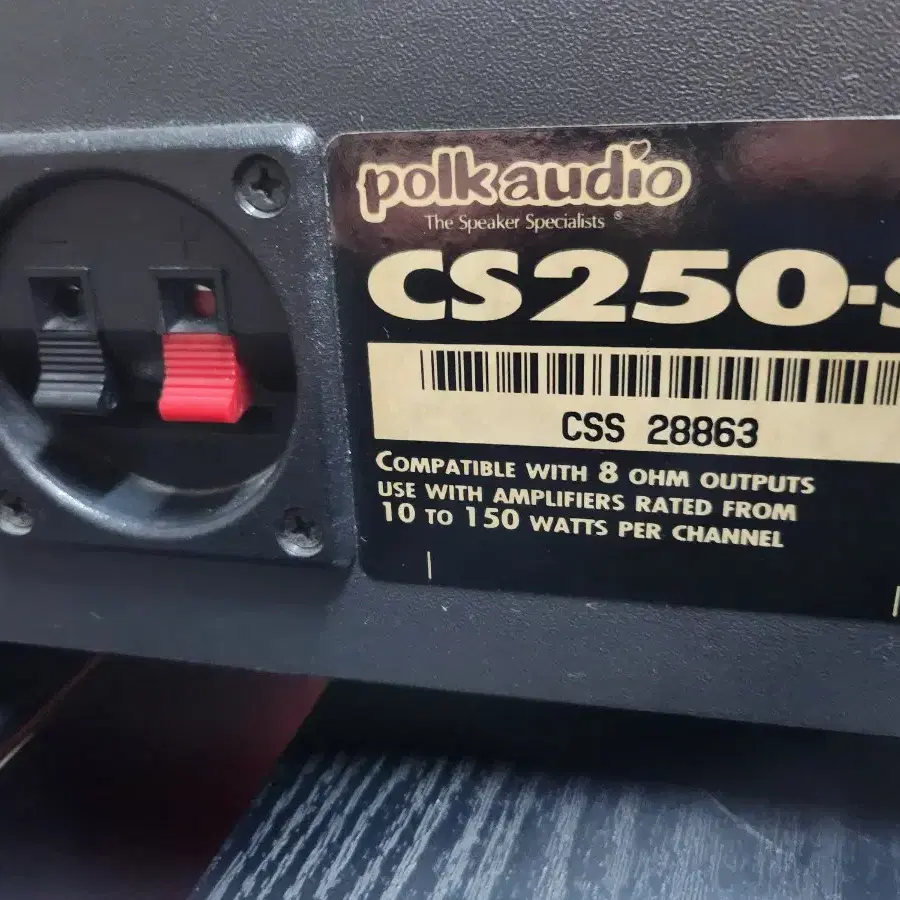 polk audio
The Speaker Specialists ®
CS250-S
CSS 28863
COMPATIBLE WITH 8 OHM OUTPUTS
USE WITH AMPLIFIERS RATED FROM
10 TO 150 WATTS PER CHANNEL